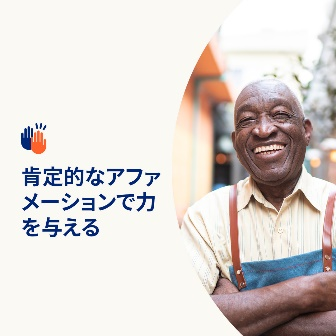 肯定的なアファ
メーションで力
を与える